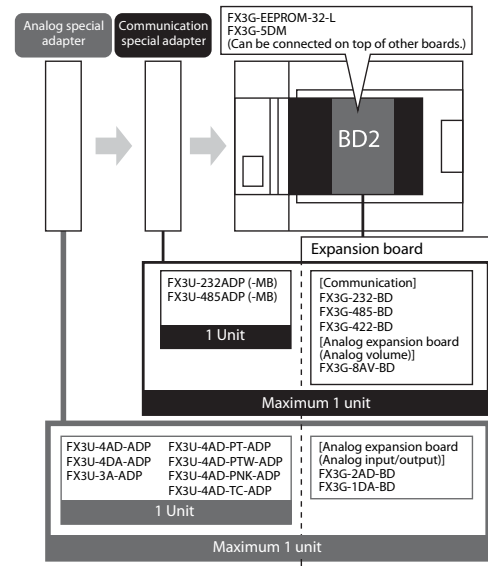 Analog special
adapter
Communication
special adapter
FX3G-EEPROM-32-L
FX3G-5DM
(Can be connected on top of other boards.)
BD2
Expansion board
FX3U-232ADP (-MB)
FX3U-485ADP (-MB)
1 Unit
[Communication]
FX3G-232-BD
FX3G-485-BD
FX3G-422-BD
[Analog expansion board
(Analog volume)]
FX3G-8AV-BD
Maximum 1 unit
FX3U-4AD-ADP
FX3U-4DA-ADP
FX3U-3A-ADP
FX3U-4AD-PT-ADP
FX3U-4AD-PTW-ADP
FX3U-4AD-PNK-ADP
FX3U-4AD-TC-ADP
1 Unit
[Analog expansion board
(Analog input/output)]
FX3G-2AD-BD
FX3G-1DA-BD
Maximum 1 unit